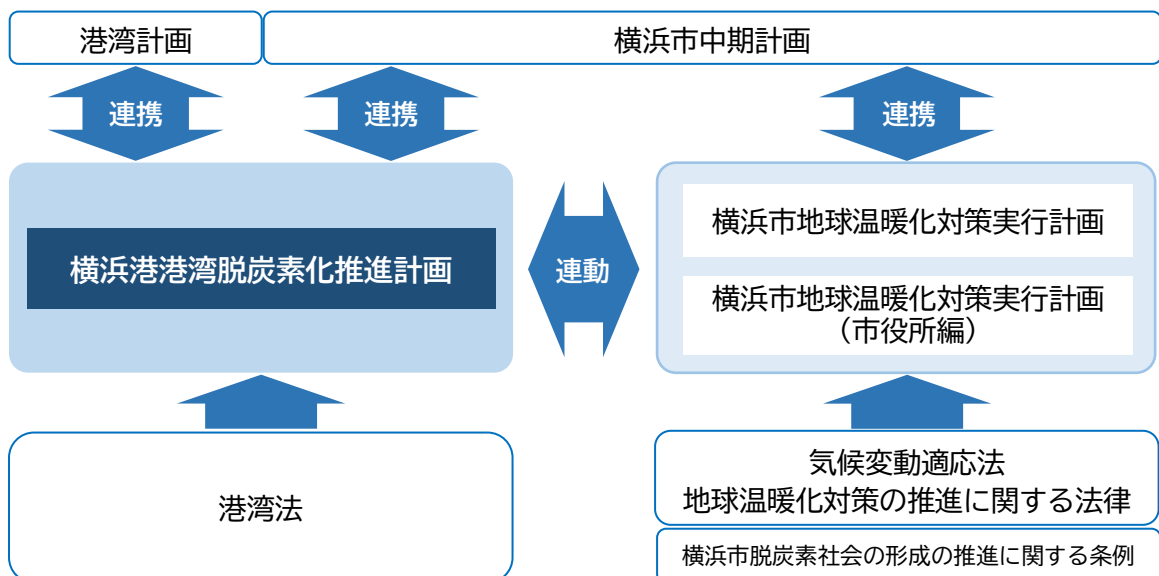 港湾計画
横浜市中期計画
連携
連携
連携
横浜港港湾脱炭素化推進計画
連動
横浜市地球温暖化対策実行計画
横浜市地球温暖化対策実行計画
（市役所編）
港湾法
気候変動適応法
地球温暖化対策の推進に関する法律
横浜市脱炭素社会の形成の推進に関する条例